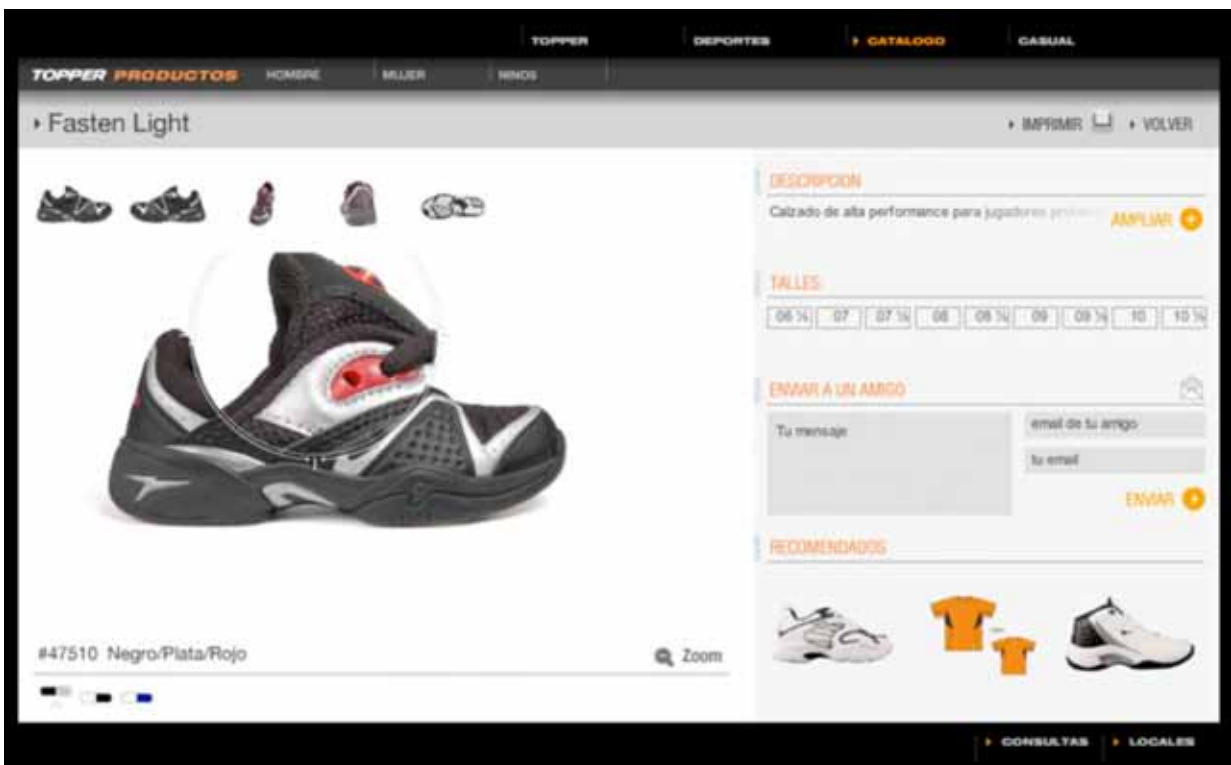 TOPPER
DEPORTES
CATALOGO
CASUAL
TOPPER PRODUCTOS
HOMBRE
MUJER
NINOS
Fasten Light
IMPRIMIR
VOLVER
DESCRIPCION
Calzado de alta performance para jugadores
AMPLIAR
TALLES
06 ½ 07 07 ½ 08 08 ½ 09 09 ½ 10 10 ½
ENVIAR A UN AMIGO
Tu mensaje
email de tu amigo
tu email
ENVIAR
RECOMENDADOS
#47510 Negro/Plata/Rojo
Zoom
CONSULTAS
LOCALES